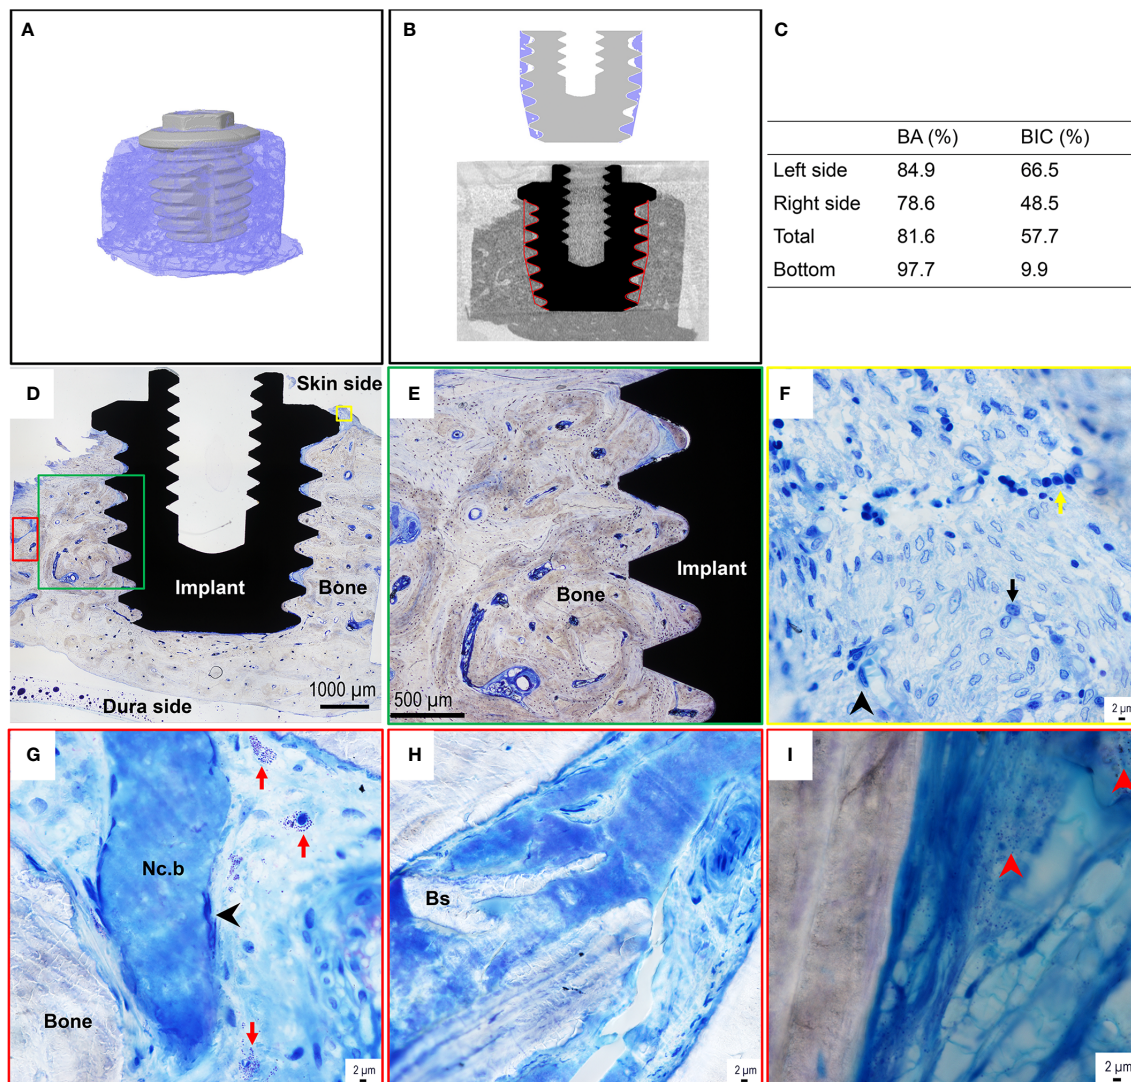 A
B
C
BA (%) BIC (%)
Left side 84.9 66.5
Right side 78.6 48.5
Total 81.6 57.7
Bottom 97.7 9.9
D
Skin side
Implant
Bone
Dura side
1000 µm
E
Implant
Bone
500 µm
F
2 µm
G
Nc.b
Bone
2 µm
H
Bs
2 µm
I
2 µm